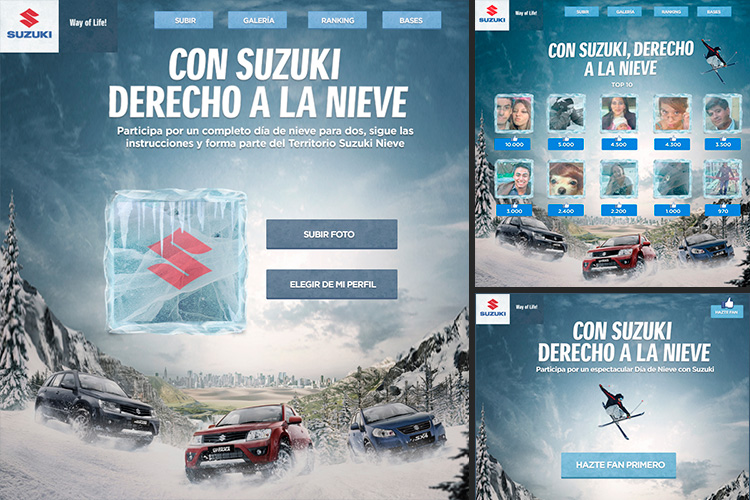 SUZUKI
Way of Life!
SUBIR
GALERÍA
RANKING
BASES
CON SUZUKI
DERECHO A LA NIEVE
Participa por un completo día de nieve para dos, sigue las
instrucciones y forma parte del Territorio Suzuki Nieve
SUBIR FOTO
ELEGIR DE MI PERFIL
SUZUKI
Way of Life!
SUBIR
GALERÍA
RANKING
BASES
CON SUZUKI, DERECHO
A LA NIEVE
TOP 10
10.000
5.000
4.500
4.300
3.500
3.000
2.400
2.200
1.000
970
SUZUKI
Way of Life!
HAZTE FAN
CON SUZUKI
DERECHO A LA NIEVE
Participa por un espectacular Día de Nieve con Suzuki
HAZTE FAN PRIMERO